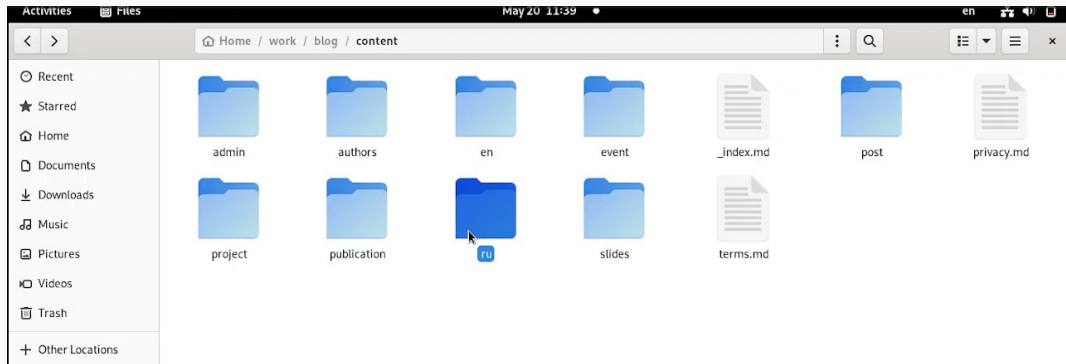 Activities Files May 20 11:39 en
Home / work / blog / content
Recent
Starred
Home
Documents
Downloads
Music
Pictures
Videos
Trash
+ Other Locations
admin authors en event _index.md post privacy.md
project publication ru slides terms.md